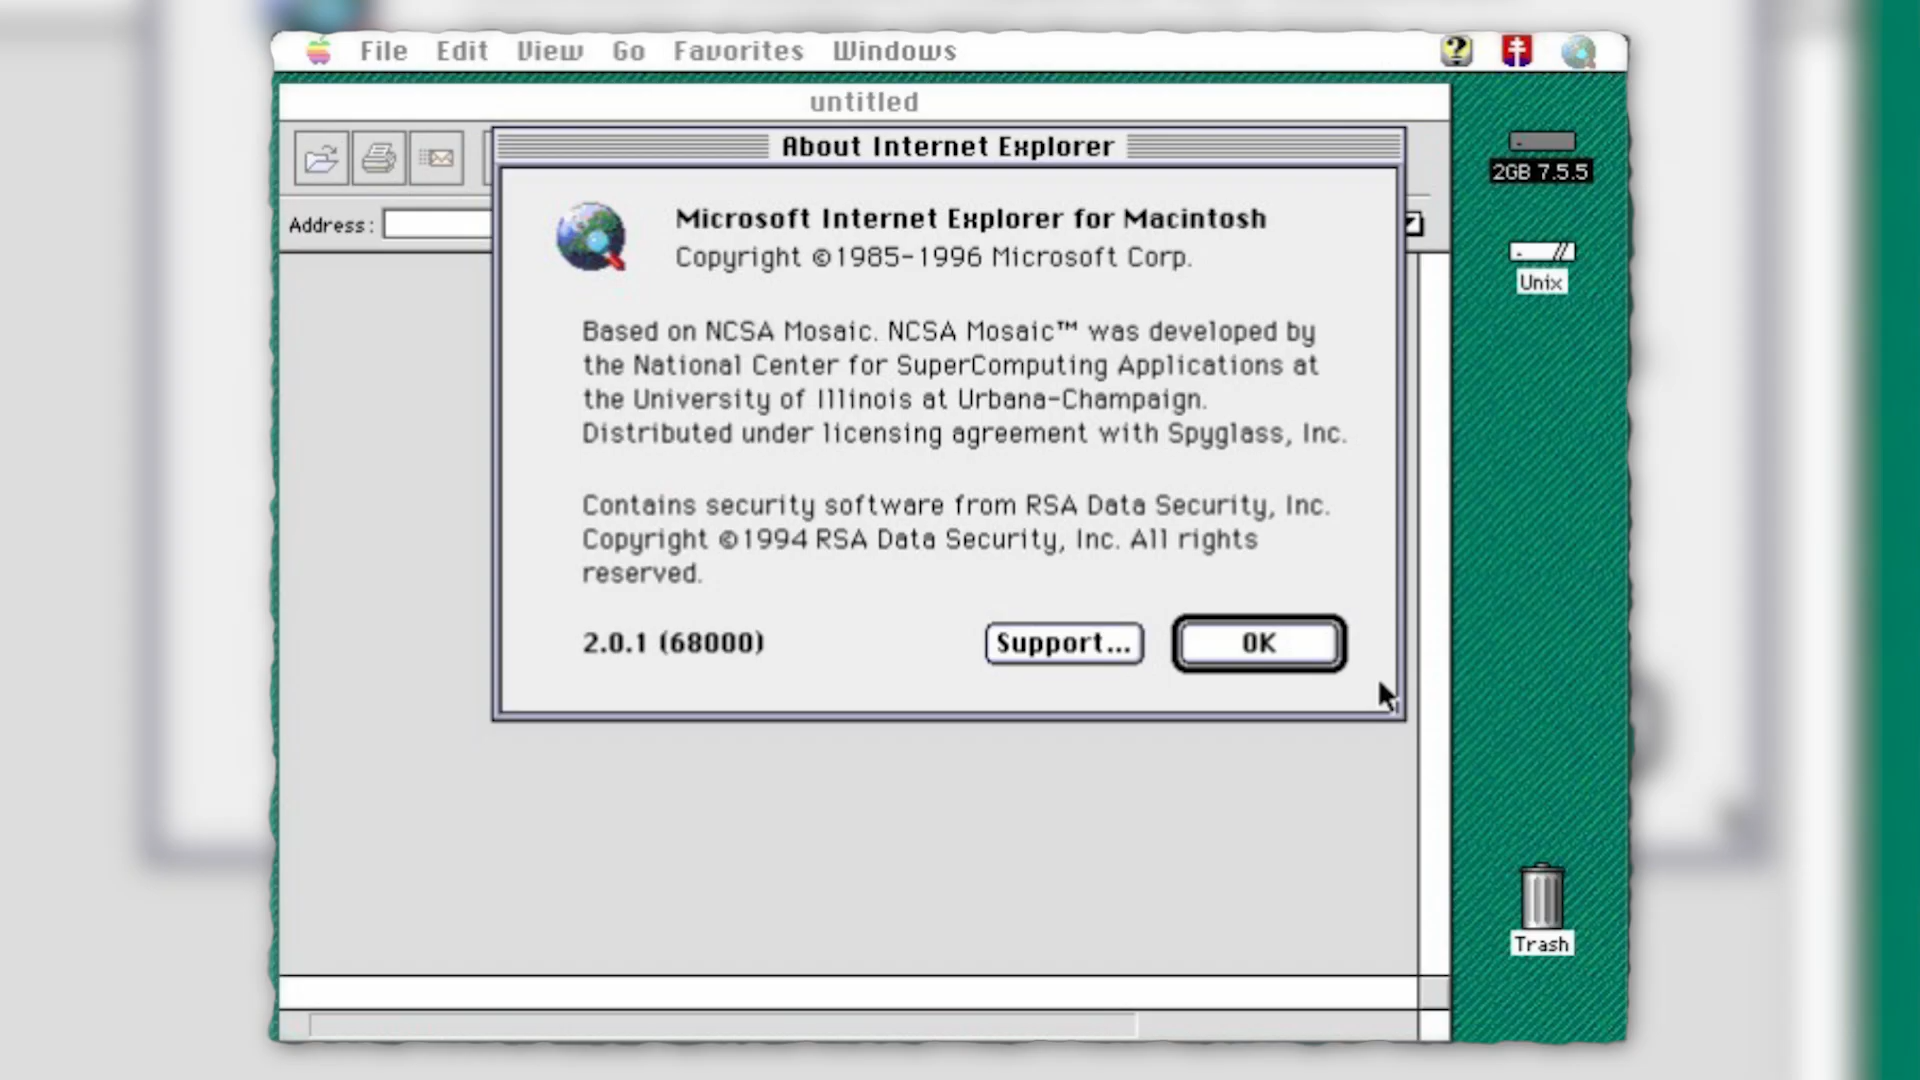 File Edit View Go Favorites Windows
untitled
About Internet Explorer
2GB 7.5.5
Address:
Microsoft Internet Explorer for Macintosh
Copyright ©1985-1996 Microsoft Corp.
Unix
Based on NCSA Mosaic. NCSA Mosaic™ was developed by
the National Center for SuperComputing Applications at
the University of Illinois at Urbana-Champaign.
Distributed under licensing agreement with Spyglass, Inc.
Contains security software from RSA Data Security, Inc.
Copyright ©1994 RSA Data Security, Inc. All rights
reserved.
2.0.1 (68000)
Support...
OK
Trash